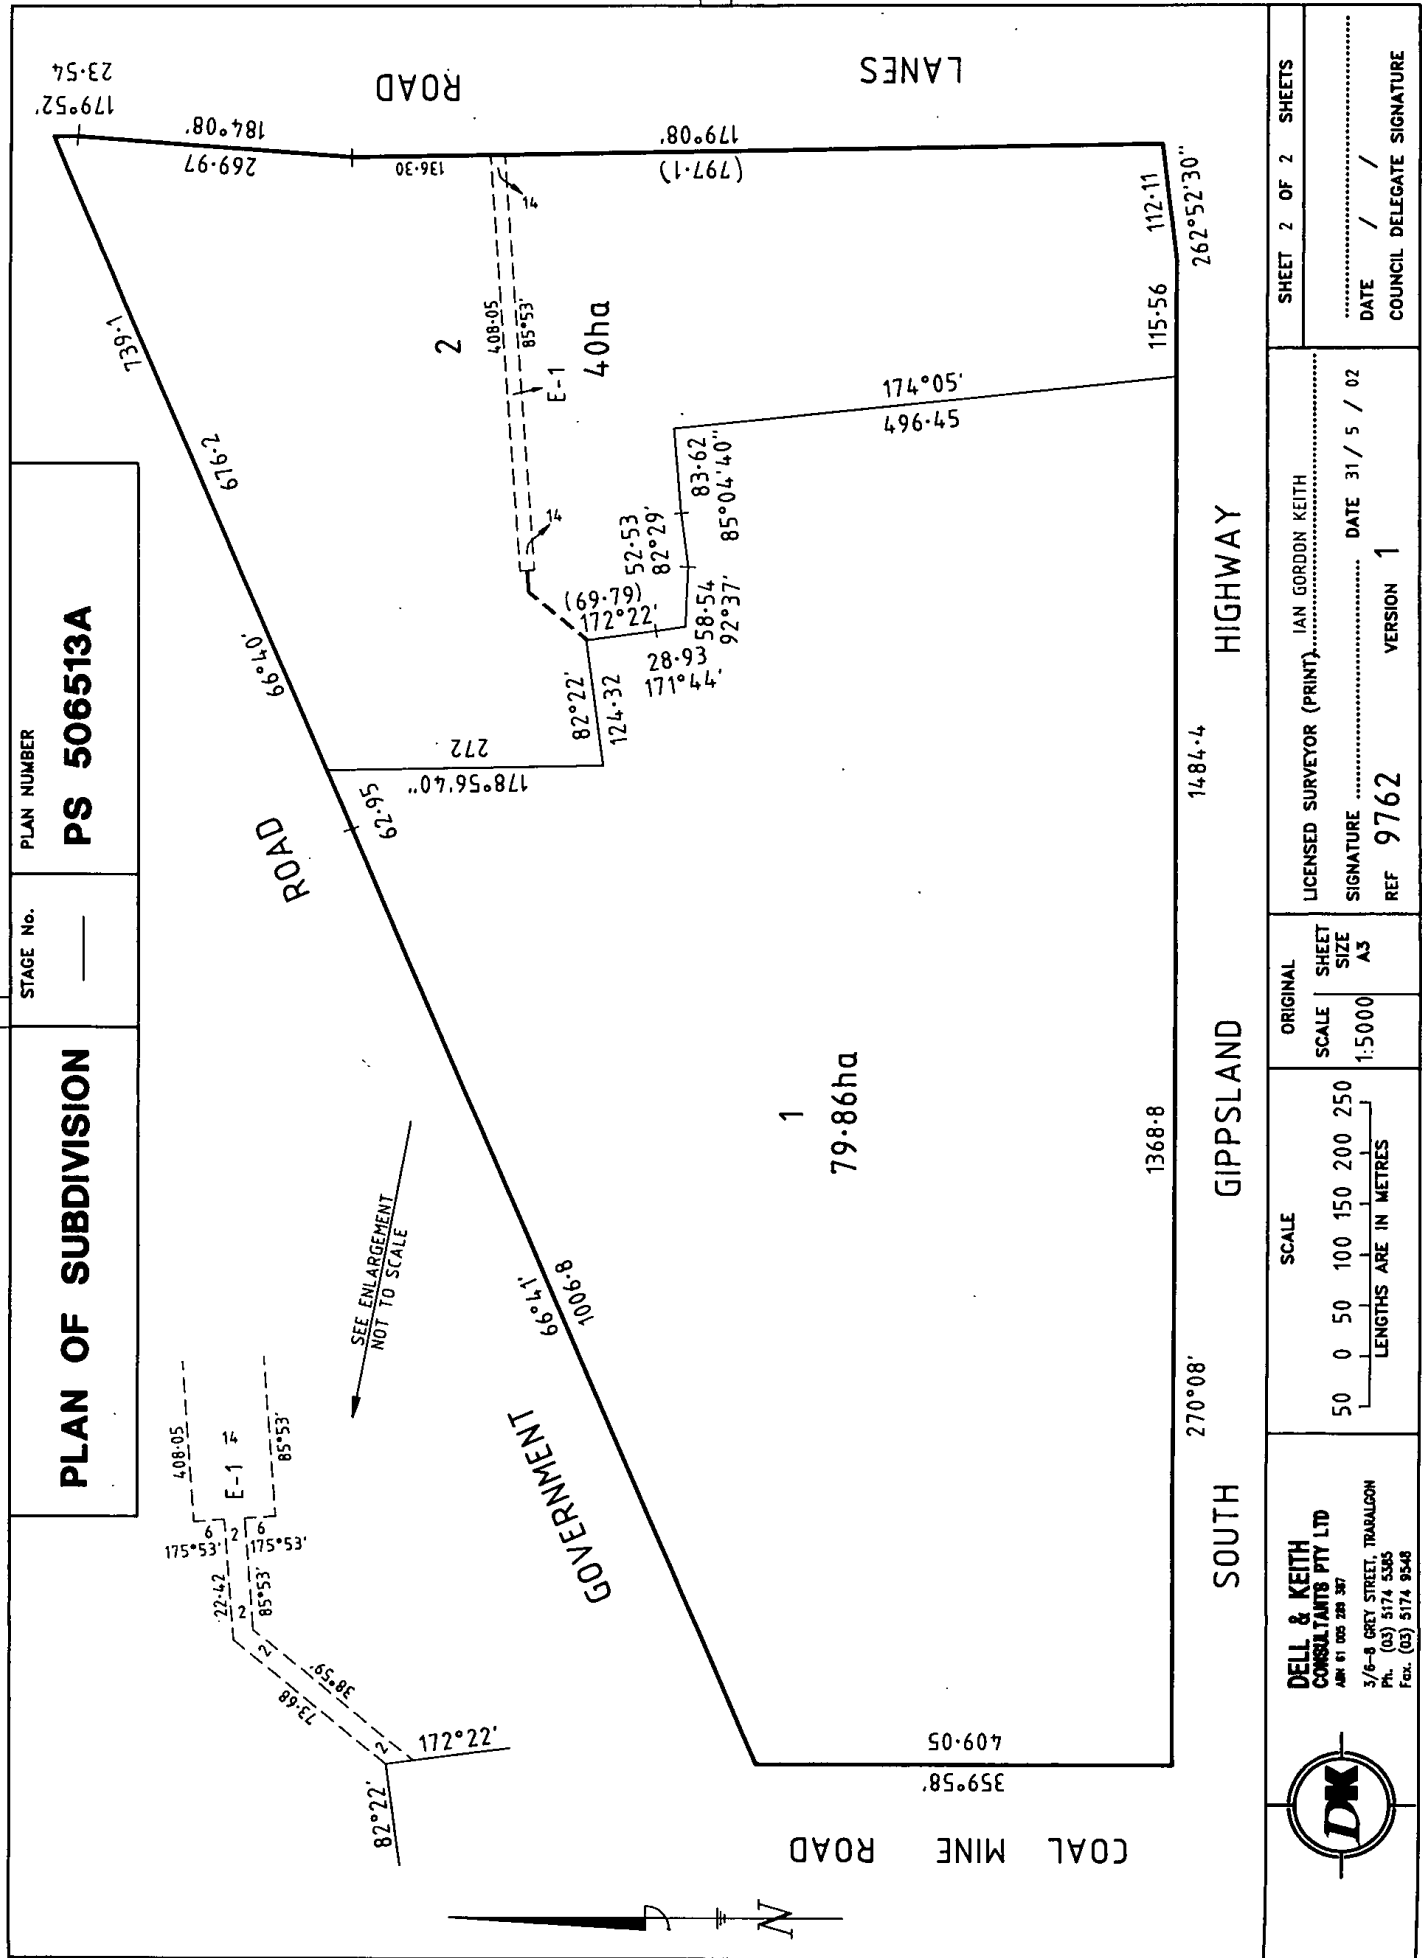 PLAN OF SUBDIVISION
STAGE No.
PLAN NUMBER
PS 506513A
23·54
179°52'
ROAD
LANES
184°08'
269·97
136·30
179°08'
(797·1)
739·1
676·2
66°40'
62·95
ROAD
GOVERNMENT
66°41'
1006·8
2
408·05
85°53'
E-1
40ha
14
14
112·11
262°52'30"
115·56
174°05'
496·45
83·62
85°04'40"
52·53
82°29'
58·54
92°37'
(69·79)
172°22'
28·93
171°44'
82°22'
124·32
272
178°56'40"
SEE ENLARGEMENT
NOT TO SCALE
408·05
E-1
14
85°53'
6
175°53'
2
6
175°53'
22·42
2
85°53'
2
73·68
38°59'
2
172°22'
82°22'
1
79·86ha
1368·8
1484·4
270°08'
SOUTH GIPPSLAND HIGHWAY
409·05
359°58'
COAL MINE ROAD
N
DELL & KEITH
CONSULTANTS PTY LTD
ABN 61 005 289 387
3/6-8 GREY STREET, TRARALGON
Ph. (03) 5174 5385
Fax. (03) 5174 9548
DK
SCALE
50 0 50 100 150 200 250
LENGTHS ARE IN METRES
ORIGINAL
SCALE
1:5000
SHEET
SIZE
A3
LICENSED SURVEYOR (PRINT) IAN GORDON KEITH
SIGNATURE DATE 31 / 5 / 02
REF 9762 VERSION 1
SHEET 2 OF 2 SHEETS
DATE / /
COUNCIL DELEGATE SIGNATURE